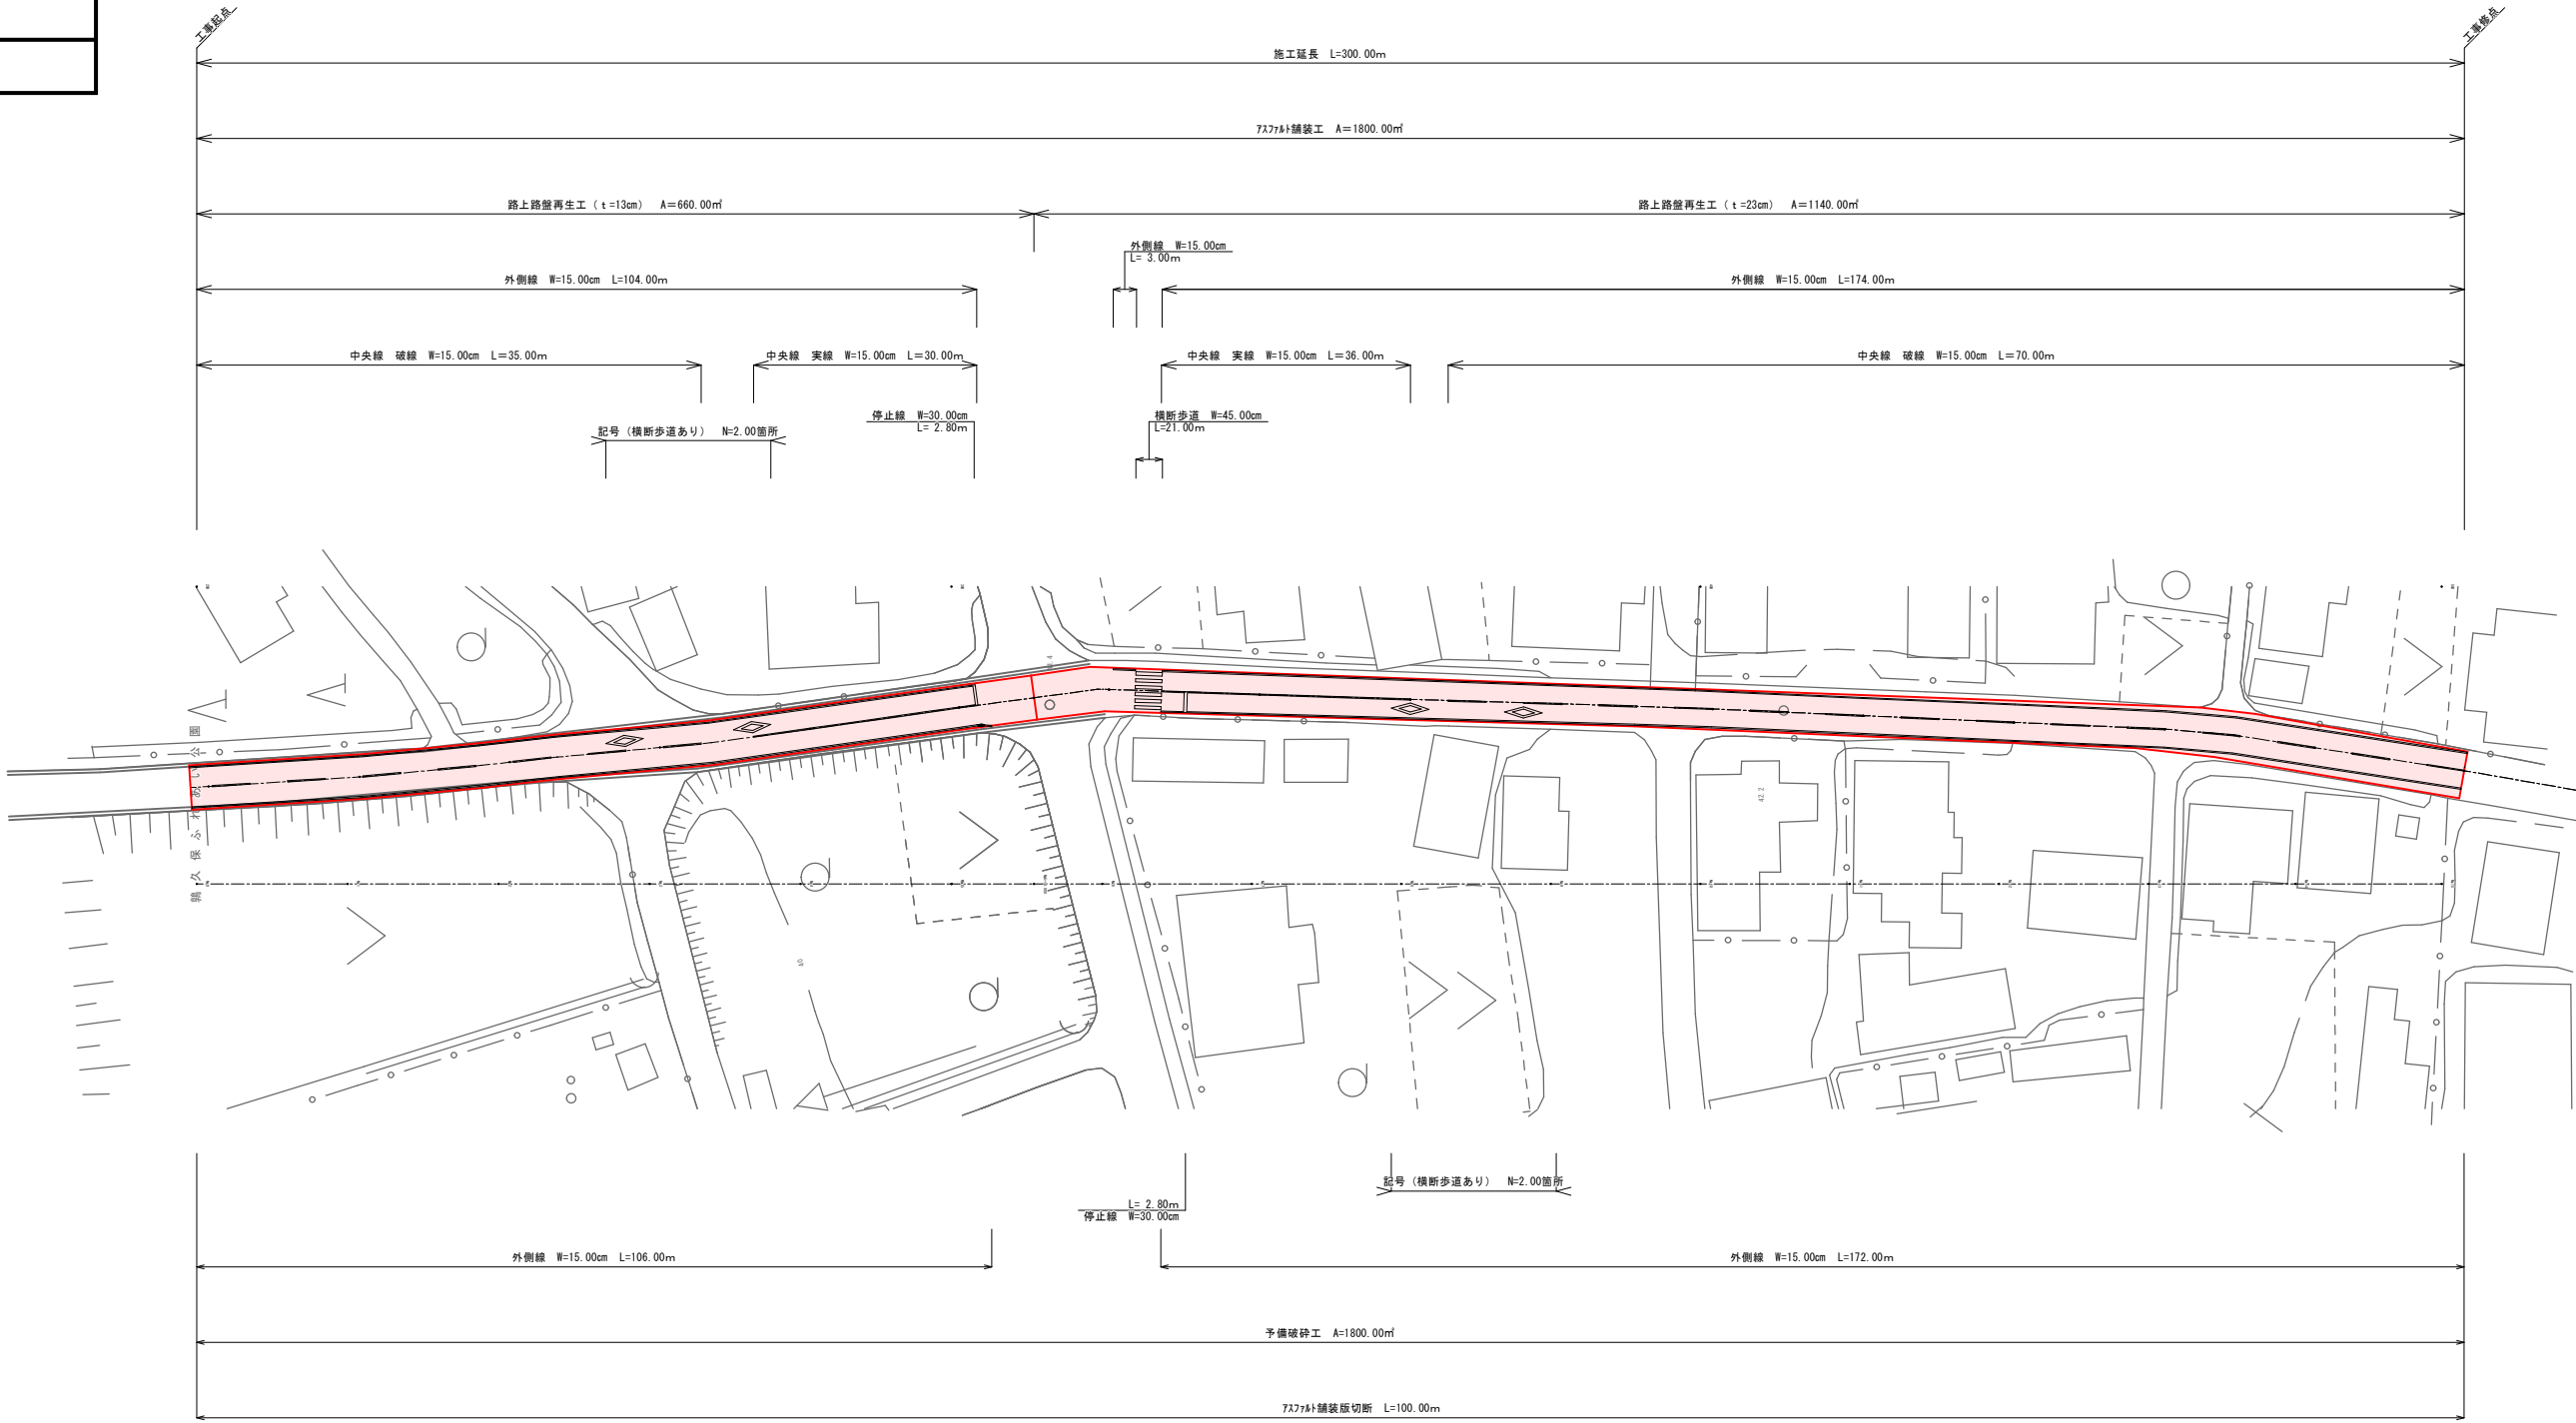 工事起点
工事終点
施工延長 L=300.00m
ｱｽﾌｧﾙﾄ舗装工 A＝1800.00㎡
路上路盤再生工（ｔ=13㎝） A＝660.00㎡
路上路盤再生工（ｔ=23㎝） A＝1140.00㎡
外側線 W=15.00㎝
L= 3.00ｍ
外側線 W=15.00㎝ L=104.00ｍ
外側線 W=15.00㎝ L=174.00ｍ
中央線 破線 W=15.00㎝ L＝35.00ｍ
中央線 実線 W=15.00㎝ L＝30.00ｍ
中央線 実線 W=15.00㎝ L＝36.00ｍ
中央線 破線 W=15.00㎝ L＝70.00ｍ
停止線 W=30.00㎝
L= 2.80ｍ
横断歩道 W=45.00㎝
L=21.00ｍ
記号（横断歩道あり） N=2.00箇所
42.2
40
記号（横断歩道あり） N=2.00箇所
L= 2.80ｍ
停止線 W=30.00㎝
外側線 W=15.00㎝ L=106.00ｍ
外側線 W=15.00㎝ L=172.00ｍ
予備破砕工 A=1800.00㎡
ｱｽﾌｧﾙﾄ舗装版切断 L=100.00ｍ